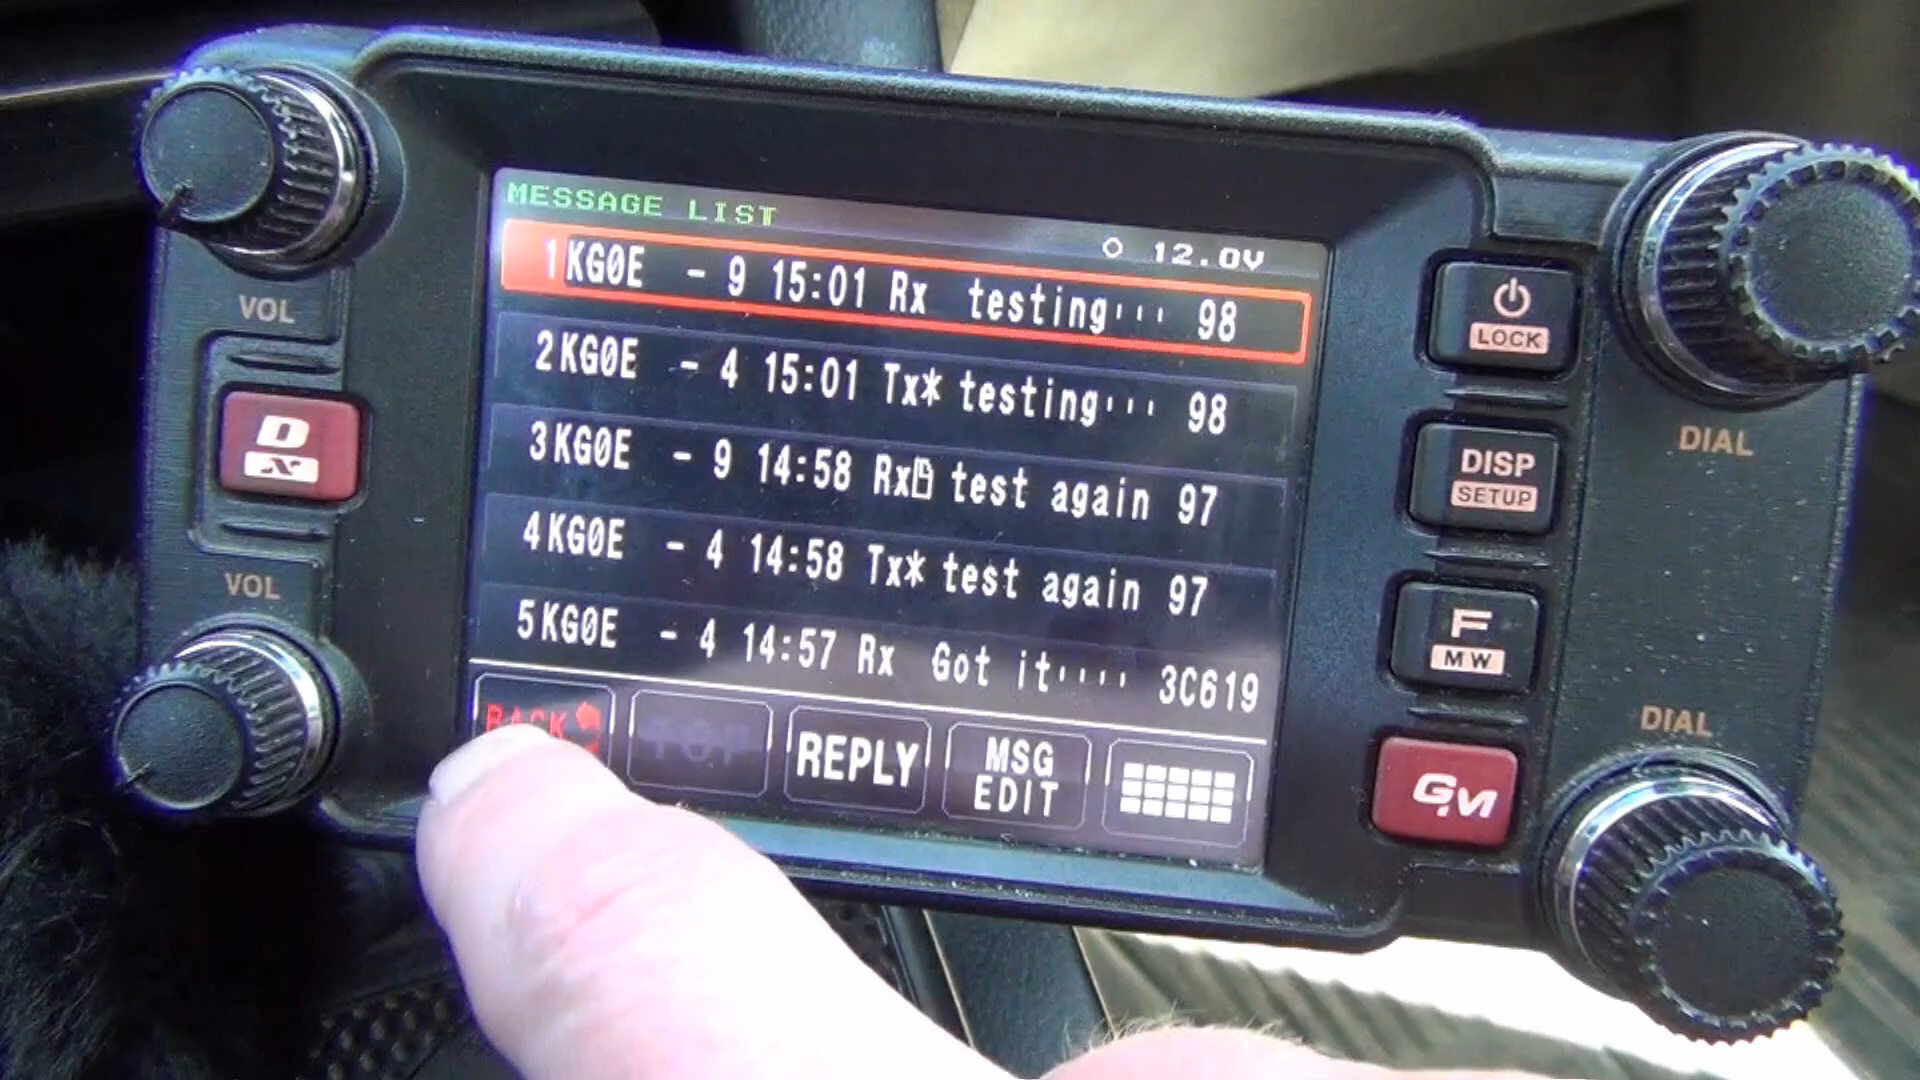 MESSAGE LIST
12.0V
1 KG0E - 9 15:01 Rx testing··· 98
2 KG0E - 4 15:01 Tx* testing··· 98
3 KG0E - 9 14:58 Rx test again 97
4 KG0E - 4 14:58 Tx* test again 97
5 KG0E - 4 14:57 Rx Got it···· 3C619
BACK
TOP
REPLY
MSG
EDIT
VOL
D
X
VOL
LOCK
DISP
SETUP
F
MW
GM
DIAL
DIAL